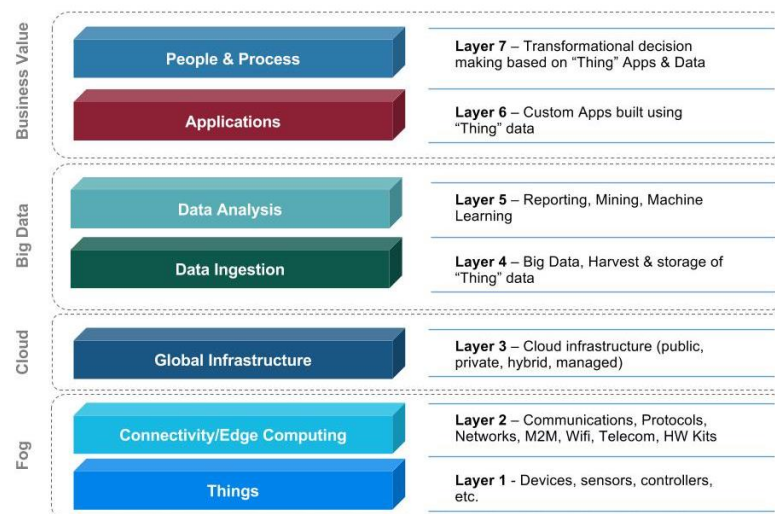 Business Value
People & Process
Layer 7 – Transformational decision
making based on “Thing” Apps & Data
Applications
Layer 6 – Custom Apps built using
“Thing” data
Big Data
Data Analysis
Layer 5 – Reporting, Mining, Machine
Learning
Data Ingestion
Layer 4 – Big Data, Harvest & storage of
“Thing” data
Cloud
Global Infrastructure
Layer 3 – Cloud infrastructure (public,
private, hybrid, managed)
Fog
Connectivity/Edge Computing
Layer 2 – Communications, Protocols,
Networks, M2M, Wifi, Telecom, HW Kits
Things
Layer 1 - Devices, sensors, controllers,
etc.